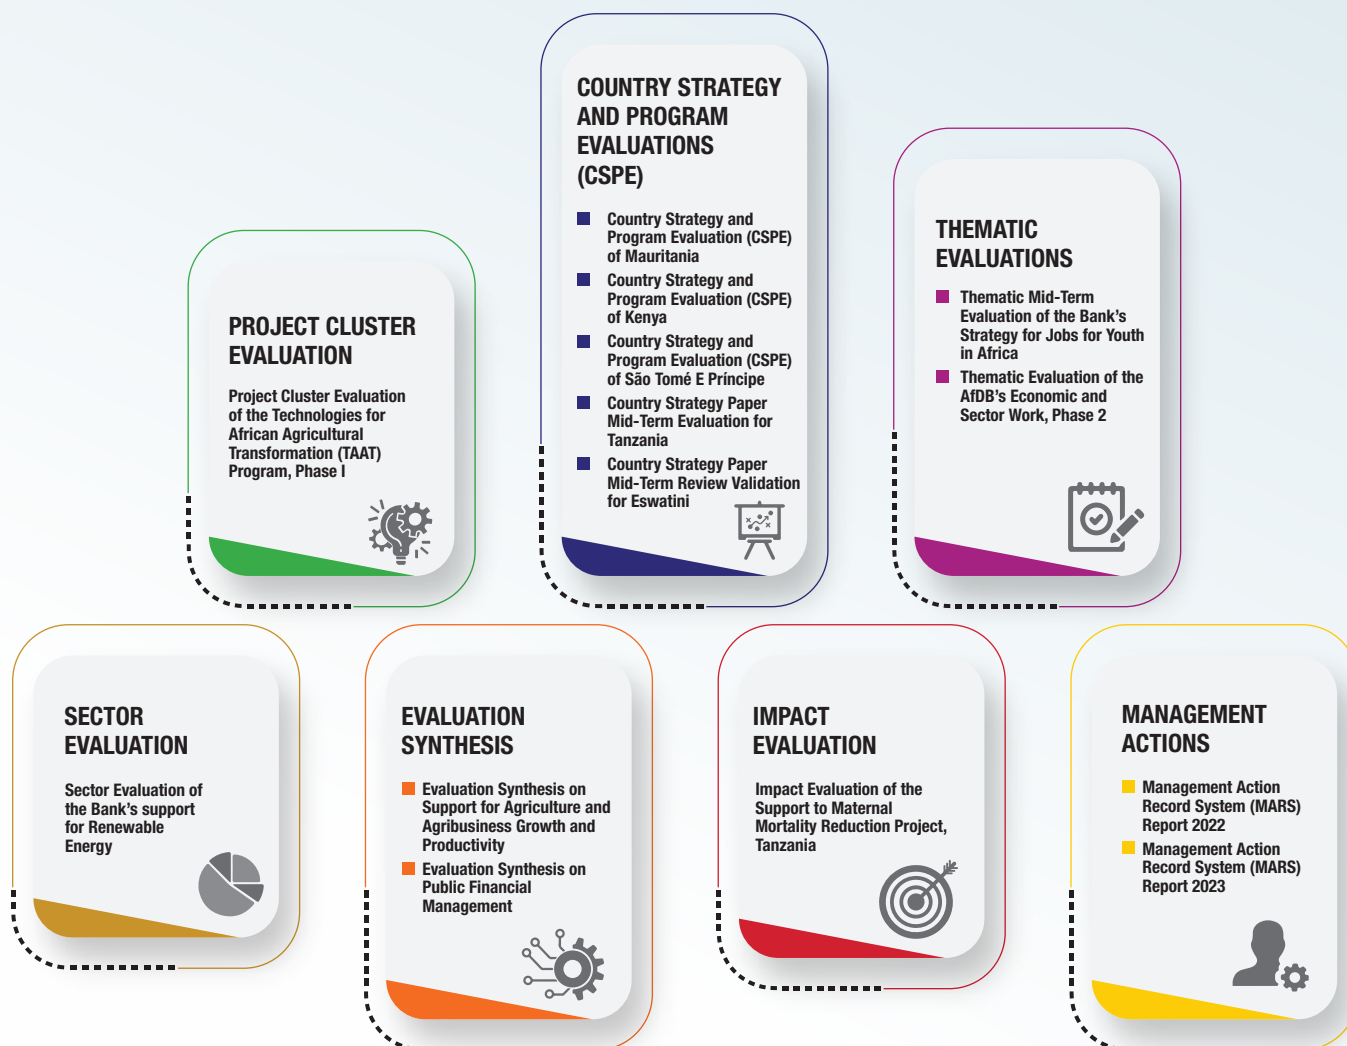 PROJECT CLUSTER
EVALUATION
Project Cluster Evaluation
of the Technologies for
African Agricultural
Transformation (TAAT)
Program, Phase I
COUNTRY STRATEGY
AND PROGRAM
EVALUATIONS
(CSPE)
Country Strategy and
Program Evaluation (CSPE)
of Mauritania
Country Strategy and
Program Evaluation (CSPE)
of Kenya
Country Strategy and
Program Evaluation (CSPE)
of São Tomé E Príncipe
Country Strategy Paper
Mid-Term Evaluation for
Tanzania
Country Strategy Paper
Mid-Term Review Validation
for Eswatini
THEMATIC
EVALUATIONS
Thematic Mid-Term
Evaluation of the Bank’s
Strategy for Jobs for Youth
in Africa
Thematic Evaluation of the
AfDB’s Economic and
Sector Work, Phase 2
SECTOR
EVALUATION
Sector Evaluation of
the Bank’s support
for Renewable
Energy
EVALUATION
SYNTHESIS
Evaluation Synthesis on
Support for Agriculture and
Agribusiness Growth and
Productivity
Evaluation Synthesis on
Public Financial
Management
IMPACT
EVALUATION
Impact Evaluation of the
Support to Maternal
Mortality Reduction Project,
Tanzania
MANAGEMENT
ACTIONS
Management Action
Record System (MARS)
Report 2022
Management Action
Record System (MARS)
Report 2023